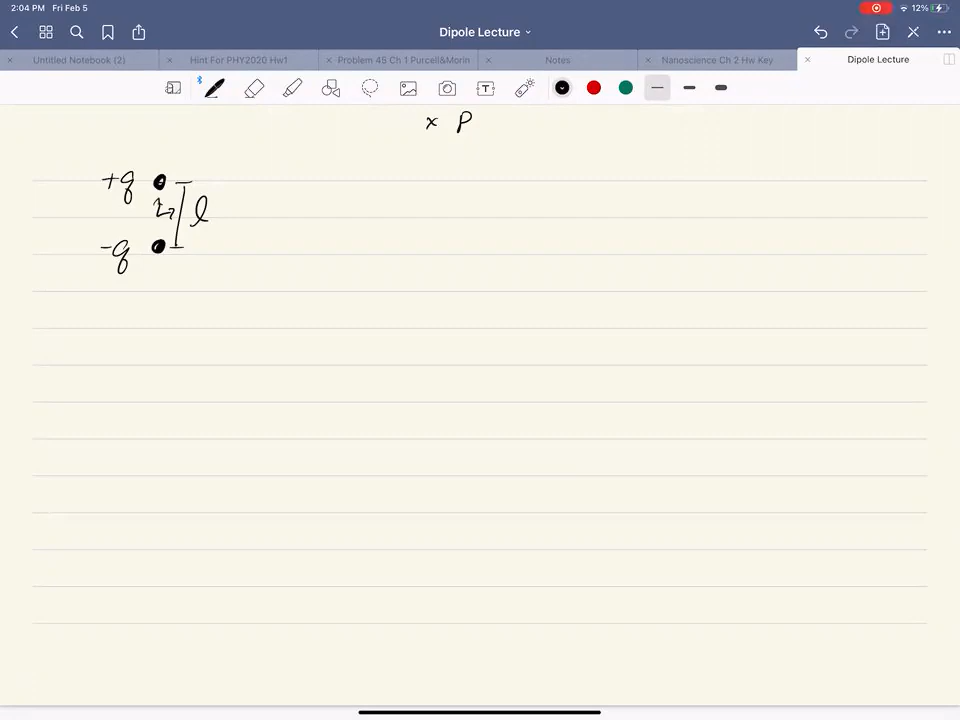 2:04 PM Fri Feb 5
12%
Dipole Lecture
Untitled Notebook (2)
Hint For PHY2020 Hw1
Problem 45 Ch 1 Purcell&Morin
Notes
Nanoscience Ch 2 Hw Key
Dipole Lecture
T
x P
+q
l
-q